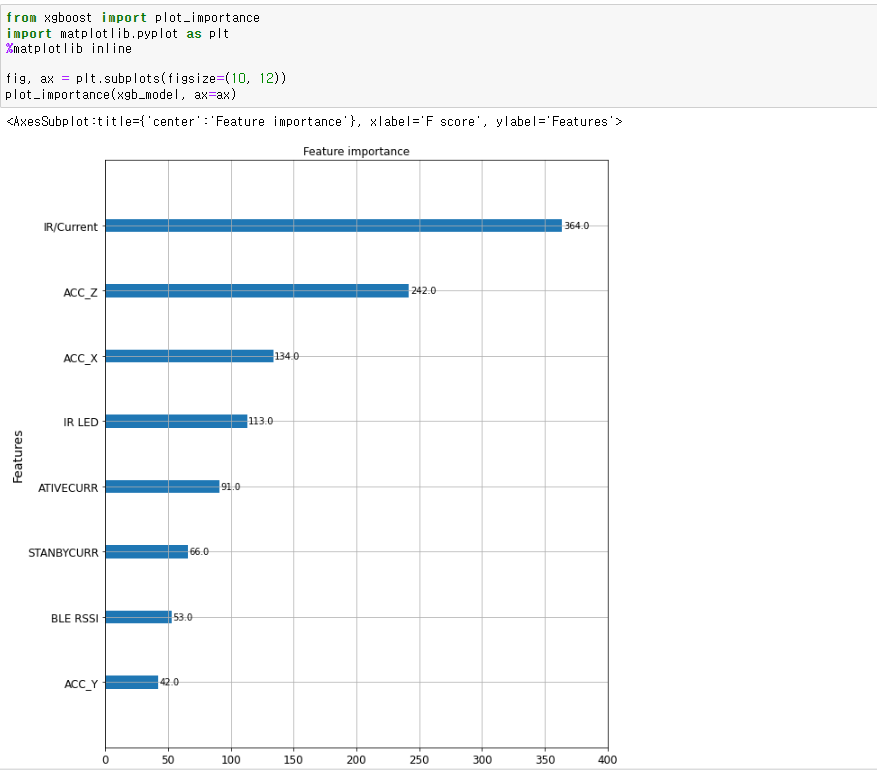 from xgboost import plot_importance
import matplotlib.pyplot as plt
%matplotlib inline
fig, ax = plt.subplots(figsize=(10, 12))
plot_importance(xgb_model, ax=ax)
<AxesSubplot:title={'center':'Feature importance'}, xlabel='F score', ylabel='Features'>
Feature importance
IR/Current 364.0
ACC_Z 242.0
ACC_X 134.0
IR LED 113.0
Features
ATIVECURR 91.0
STANBYCURR 66.0
BLE RSSI 53.0
ACC_Y 42.0
0 50 100 150 200 250 300 350 400